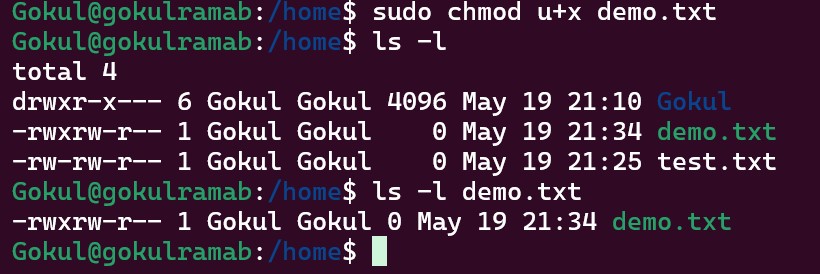 Gokul@gokulramab:/home$ sudo chmod u+x demo.txt
Gokul@gokulramab:/home$ ls -l
total 4
drwxr-x--- 6 Gokul Gokul 4096 May 19 21:10 Gokul
-rwxrw-r-- 1 Gokul Gokul    0 May 19 21:34 demo.txt
-rw-rw-r-- 1 Gokul Gokul    0 May 19 21:25 test.txt
Gokul@gokulramab:/home$ ls -l demo.txt
-rwxrw-r-- 1 Gokul Gokul 0 May 19 21:34 demo.txt
Gokul@gokulramab:/home$